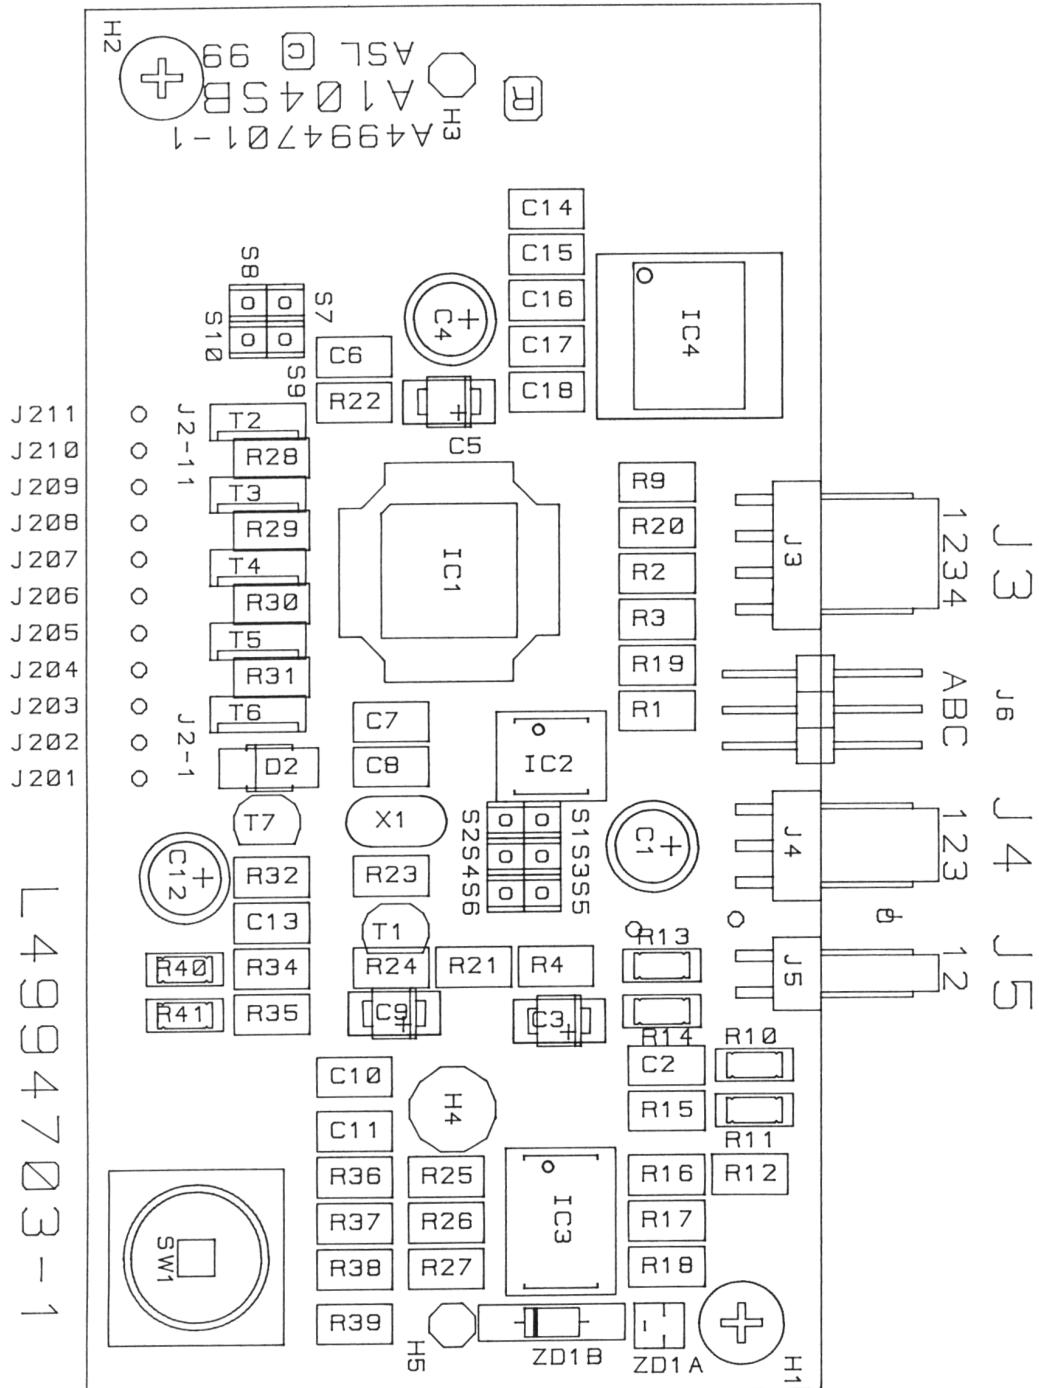 H2
99 C ASL
A104SB
A4994701-1
H3
R
C14
C15
C16
C17
C18
IC4
S8
S7
S10
S9
C4
C6
R22
C5
J211
J210
J209
J208
J207
J206
J205
J204
J203
J202
J201
J2-11
J2-1
T2
R28
T3
R29
T4
R30
T5
R31
T6
D2
T7
IC1
R9
R20
R2
R3
R19
R1
J3
1234
J3
ABC
J6
C7
C8
IC2
X1
S2S4S6
S1S3S5
C1
J4
123
J4
C12
R32
C13
R34
R35
R40
R41
R23
T1
R24
R21
R4
C9
C3
R13
R14
J5
12
J5
C2
R10
R15
R11
C10
C11
H4
R36
R25
R37
R26
R38
R27
R39
IC3
R16
R12
R17
R18
SW1
H5
ZD1B
ZD1A
H1
L4994703-1